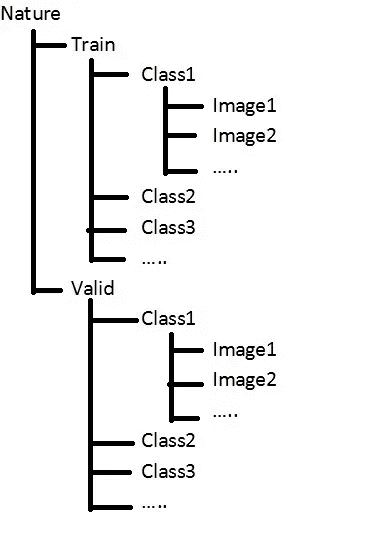 Nature
Train
Class1
Image1
Image2
.....
Class2
Class3
.....
Valid
Class1
Image1
Image2
.....
Class2
Class3
.....